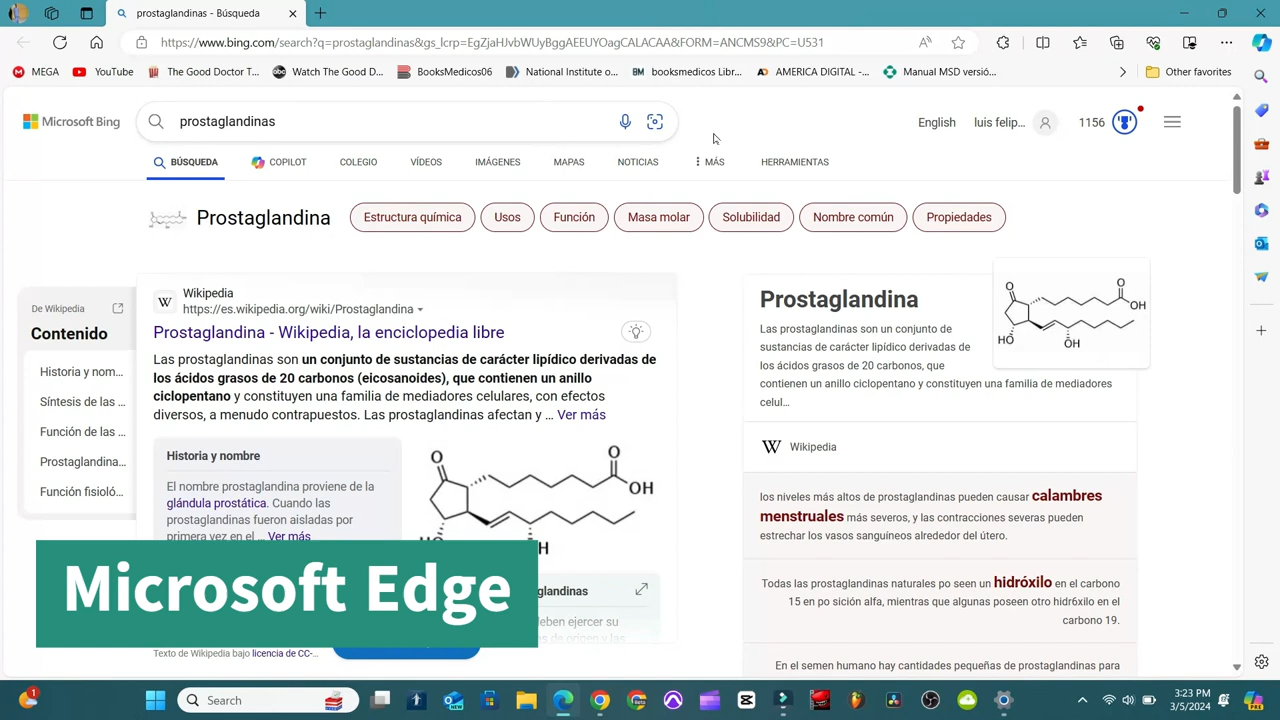 prostaglandinas - Búsqueda
https://www.bing.com/search?q=prostaglandinas&gs_lcrp=EgZjaHJvbWUyBggAEEUYOagCALACAA&FORM=ANCMS9&PC=U531
MEGA
YouTube
The Good Doctor T...
Watch The Good D...
BooksMedicos06
National Institute o...
booksmedicos Libr...
AMERICA DIGITAL -...
Manual MSD versió...
Other favorites
Microsoft Bing
prostaglandinas
English
luis felip...
1156
BÚSQUEDA
COPILOT
COLEGIO
VÍDEOS
IMÁGENES
MAPAS
NOTICIAS
MÁS
HERRAMIENTAS
Prostaglandina
Estructura química
Usos
Función
Masa molar
Solubilidad
Nombre común
Propiedades
De Wikipedia
Contenido
Historia y nom...
Síntesis de las ...
Función de las ...
Prostaglandina...
Función fisioló...
W
Wikipedia
https://es.wikipedia.org/wiki/Prostaglandina
Prostaglandina - Wikipedia, la enciclopedia libre
Las prostaglandinas son un conjunto de sustancias de carácter lipídico derivadas de
los ácidos grasos de 20 carbonos (eicosanoides), que contienen un anillo
ciclopentano y constituyen una familia de mediadores celulares, con efectos
diversos, a menudo contrapuestos. Las prostaglandinas afectan y ... Ver más
Historia y nombre
El nombre prostaglandina proviene de la
glándula prostática. Cuando las
prostaglandinas fueron aisladas por
primera vez en el ... Ver más
O
O
OH
Texto de Wikipedia bajo licencia de CC-...
Microsoft Edge
Prostaglandina
Las prostaglandinas son un conjunto de
sustancias de carácter lipídico derivadas
de los ácidos grasos de 20 carbonos
(eicosanoides), que
contienen un anillo ciclopentano y constituyen una familia de mediadores
celul...
O
O
OH
HO
OH
W
Wikipedia
los niveles más altos de prostaglandinas pueden causar calambres
menstruales más severos, y las contracciones severas pueden
estrechar los vasos sanguíneos alrededor del útero.
Todas las prostaglandinas naturales po seen un hidróxilo en el carbono
15 en po sición alfa, mientras que algunas poseen otro hidr6xilo en el
carbono 19.
En el semen humano hay cantidades pequeñas de prostaglandinas para
1
Search
Beta
3:23 PM
3/5/2024